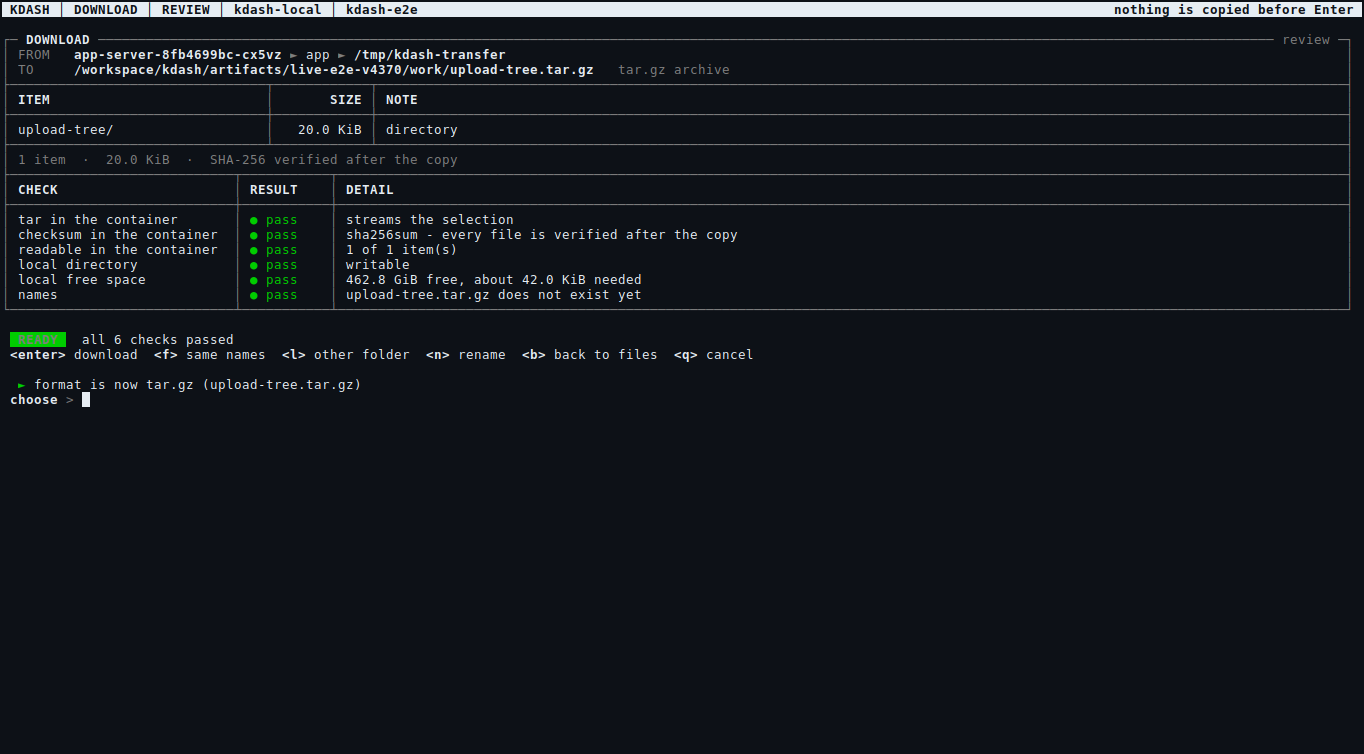 KDASH │ DOWNLOAD │ REVIEW │ kdash-local │ kdash-e2e nothing is copied before Enter
DOWNLOAD review
FROM app-server-8fb4699bc-cx5vz ► app ► /tmp/kdash-transfer
TO /workspace/kdash/artifacts/live-e2e-v4370/work/upload-tree.tar.gz tar.gz archive
ITEM │ SIZE │ NOTE
upload-tree/ │ 20.0 KiB │ directory
1 item · 20.0 KiB · SHA-256 verified after the copy
CHECK │ RESULT │ DETAIL
tar in the container │ ● pass │ streams the selection
checksum in the container │ ● pass │ sha256sum - every file is verified after the copy
readable in the container │ ● pass │ 1 of 1 item(s)
local directory │ ● pass │ writable
local free space │ ● pass │ 462.8 GiB free, about 42.0 KiB needed
names │ ● pass │ upload-tree.tar.gz does not exist yet
READY all 6 checks passed
<enter> download <f> same names <l> other folder <n> rename <b> back to files <q> cancel
► format is now tar.gz (upload-tree.tar.gz)
choose >